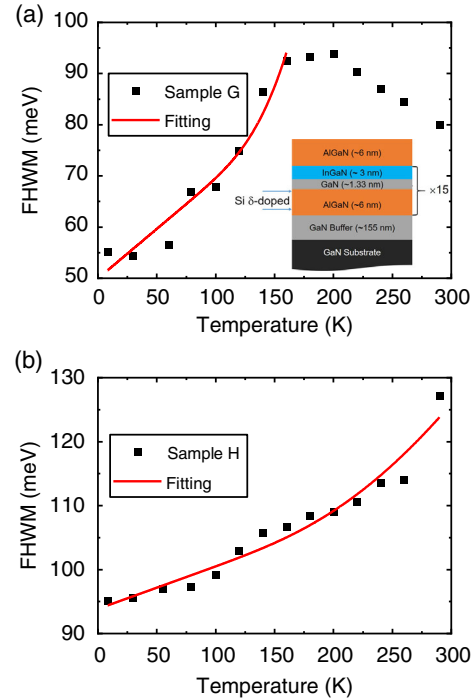 (a)
100
90
80
70
60
50
FHWM (meV)
Sample G
Fitting
AlGaN (~6 nm)
InGaN (~ 3 nm)
GaN (~1.33 nm)
AlGaN (~6 nm)
GaN Buffer (~155 nm)
GaN Substrate
Si δ-doped
×15
0 50 100 150 200 250 300
Temperature (K)
(b)
130
120
110
100
90
FHWM (meV)
Sample H
Fitting
0 50 100 150 200 250 300
Temperature (K)